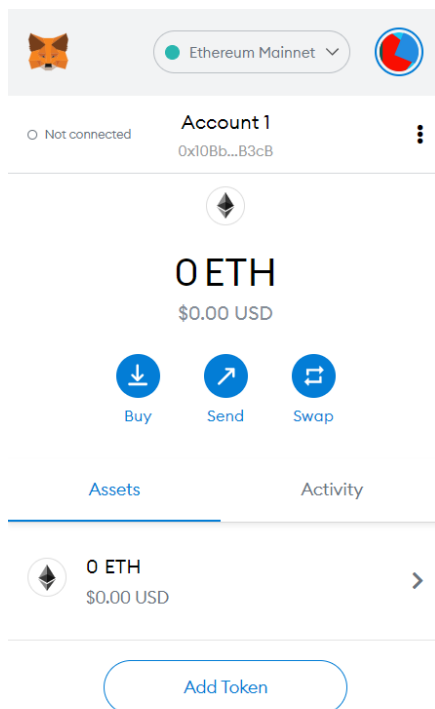 Ethereum Mainnet
Not connected
Account 1
0x10Bb...B3cB
0 ETH
$0.00 USD
Buy Send Swap
Assets Activity
0 ETH
$0.00 USD
Add Token